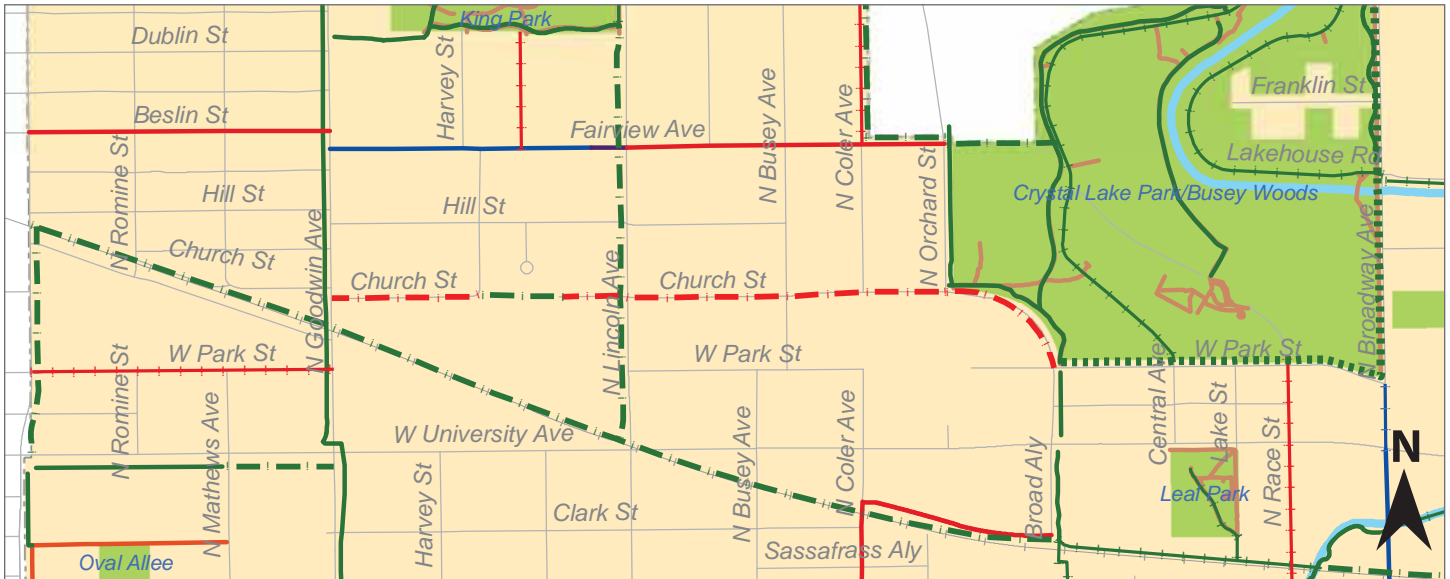 King Park
Dublin St
Harvey St
Beslin St
N Romine St
Fairview Ave
N Busey Ave
N Coler Ave
Franklin St
Lakehouse Rd
N Orchard St
Crystal Lake Park/Busey Woods
Hill St
Hill St
Church St
N Goodwin Ave
Church St
N Lincoln Ave
Church St
N Broadway Ave
W Park St
W Park St
W Park St
N Romine St
N Mathews Ave
W University Ave
Harvey St
N Busey Ave
N Coler Ave
Broad Aly
Central Ave
Lake St
N Race St
N
Leal Park
Clark St
Sassafrass Aly
Oval Allee